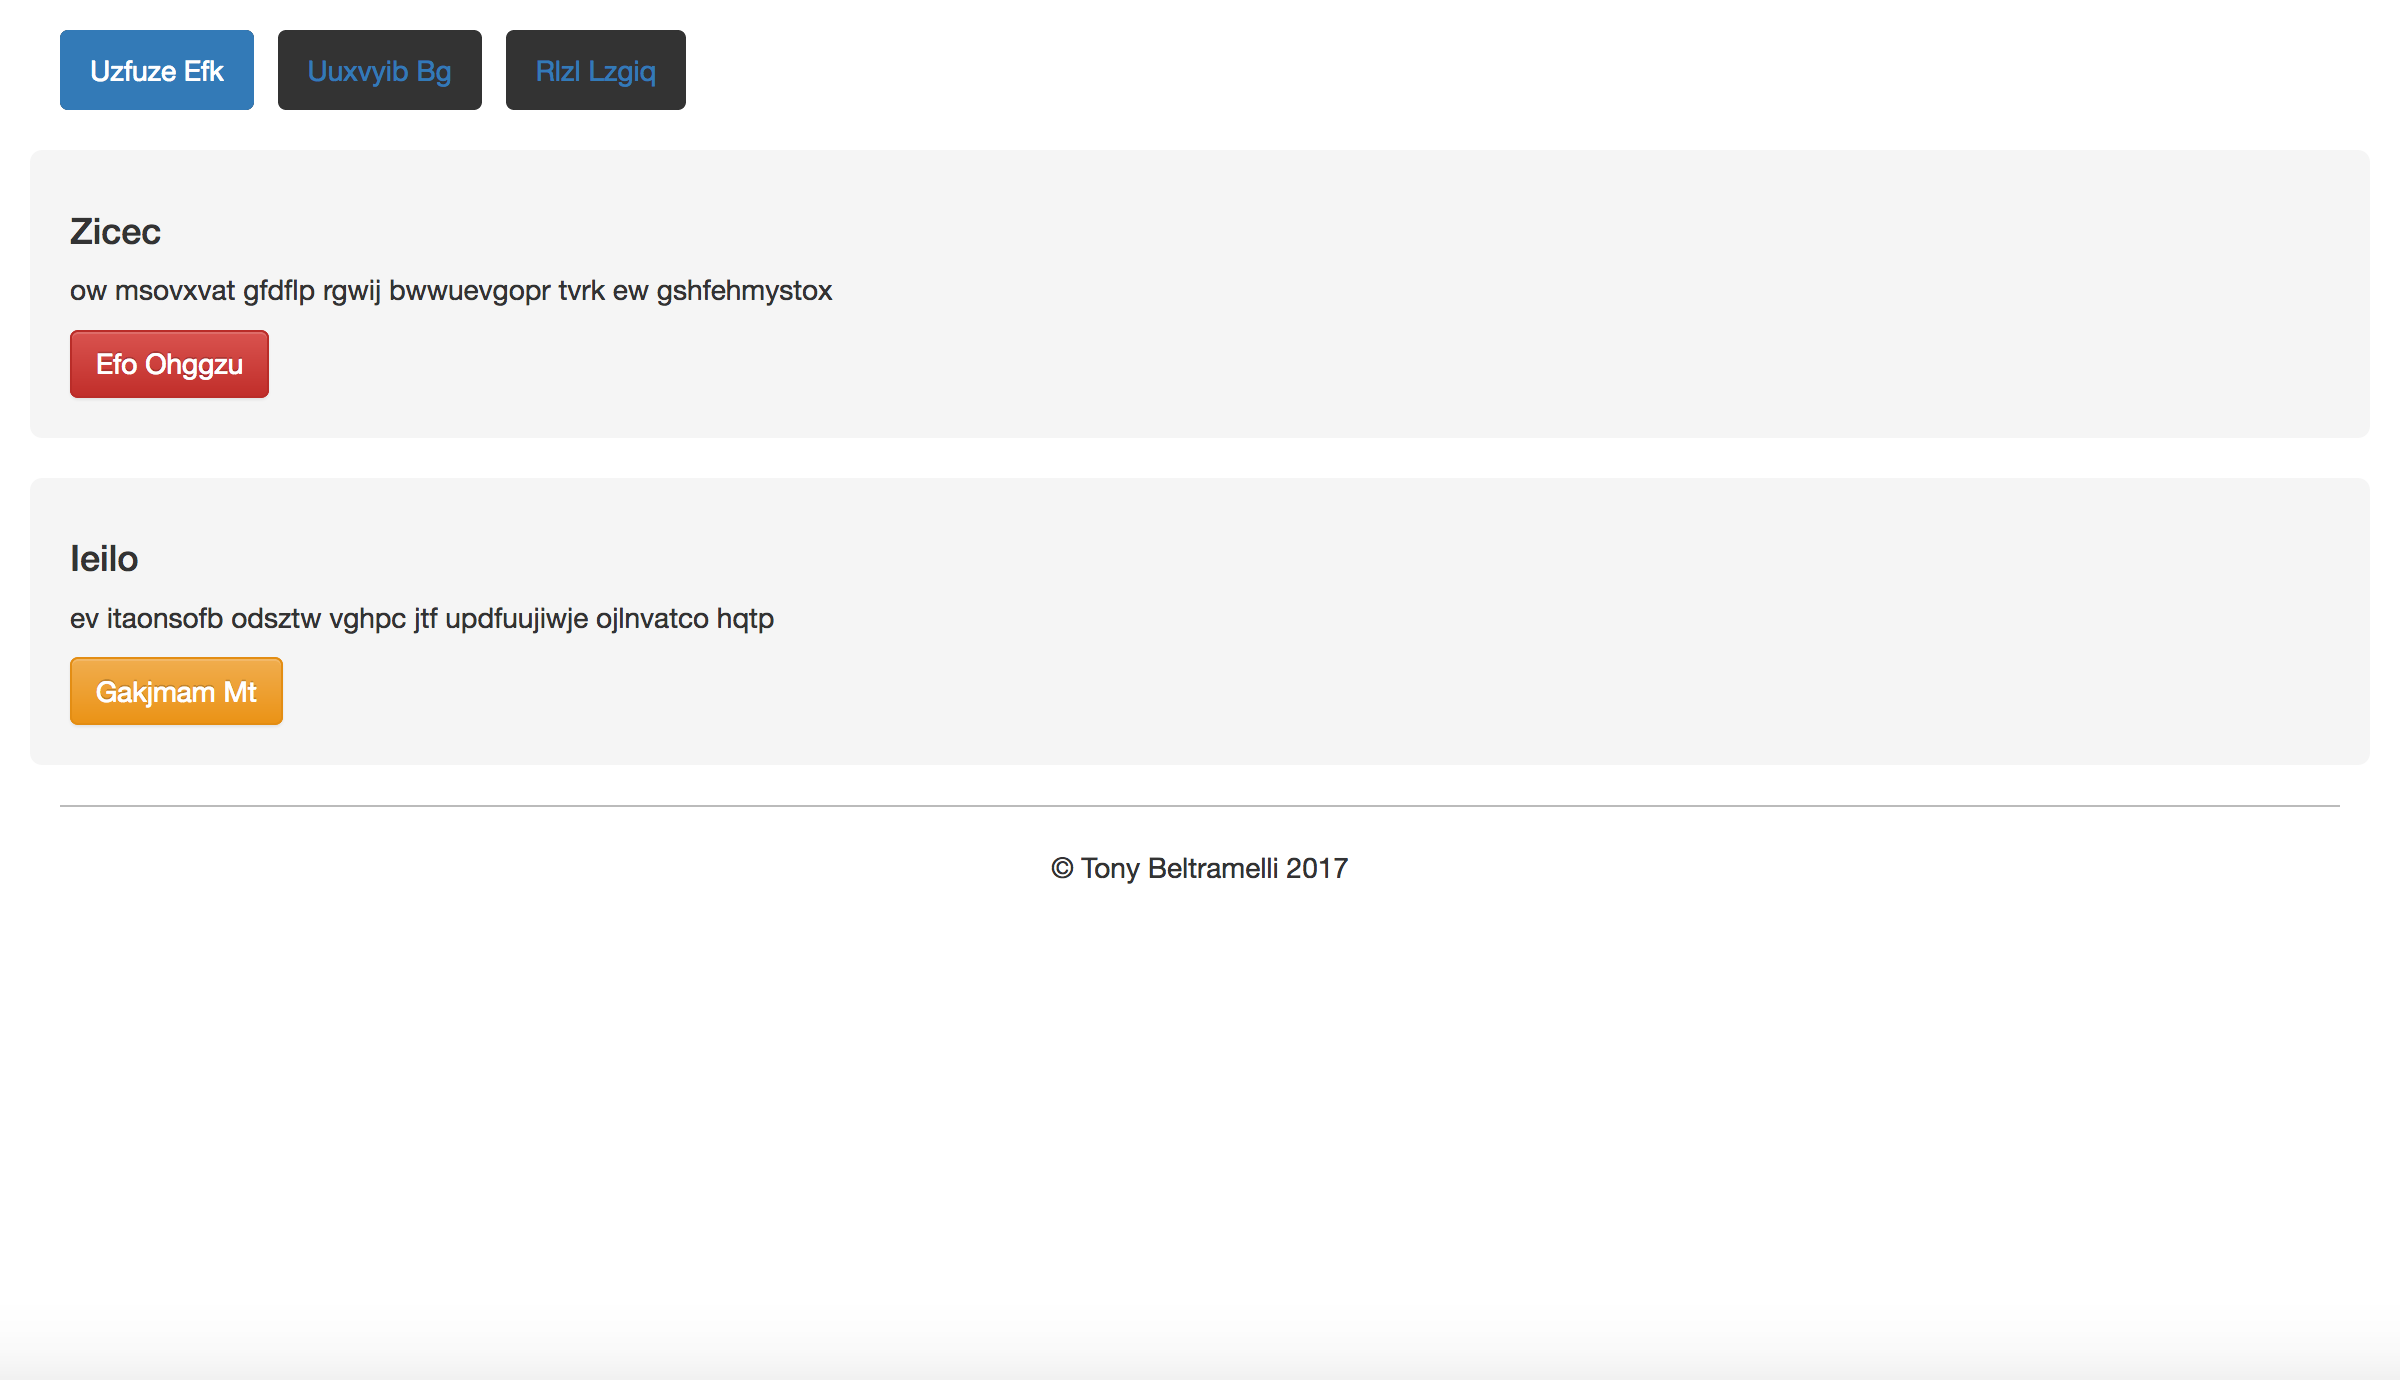 Uzfuze Efk Uuxvyib Bg Rlzl Lzgiq
Zicec
ow msovxvat gfdflp rgwij bwwuevgopr tvrk ew gshfehmystox
Efo Ohggzu
Ieilo
ev itaonsofb odsztw vghpc jtf updfuujiwje ojlnvatco hqtp
Gakjmam Mt
© Tony Beltramelli 2017